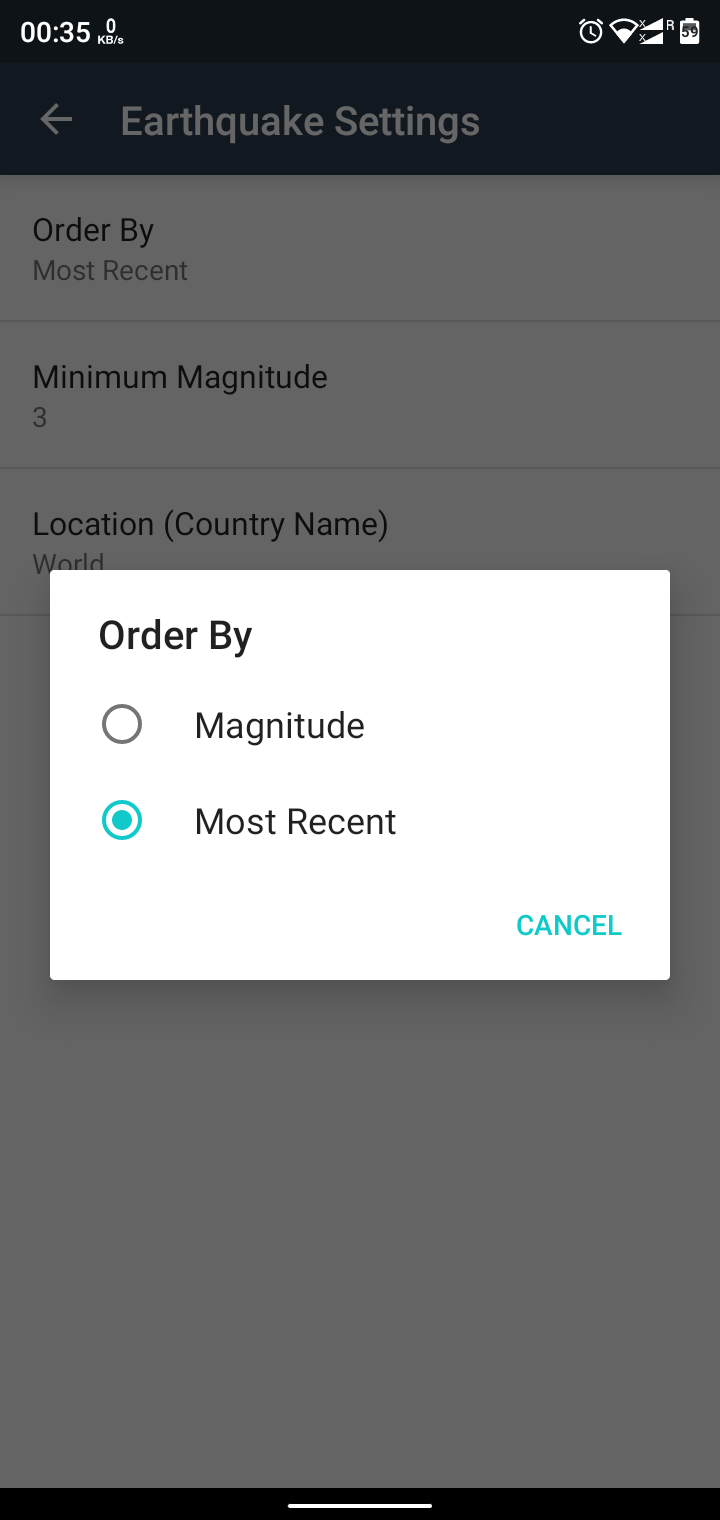 00:35 0 KB/s R 59
Earthquake Settings
Order By
Most Recent
Minimum Magnitude
3
Location (Country Name)
World
Order By
Magnitude
Most Recent
CANCEL